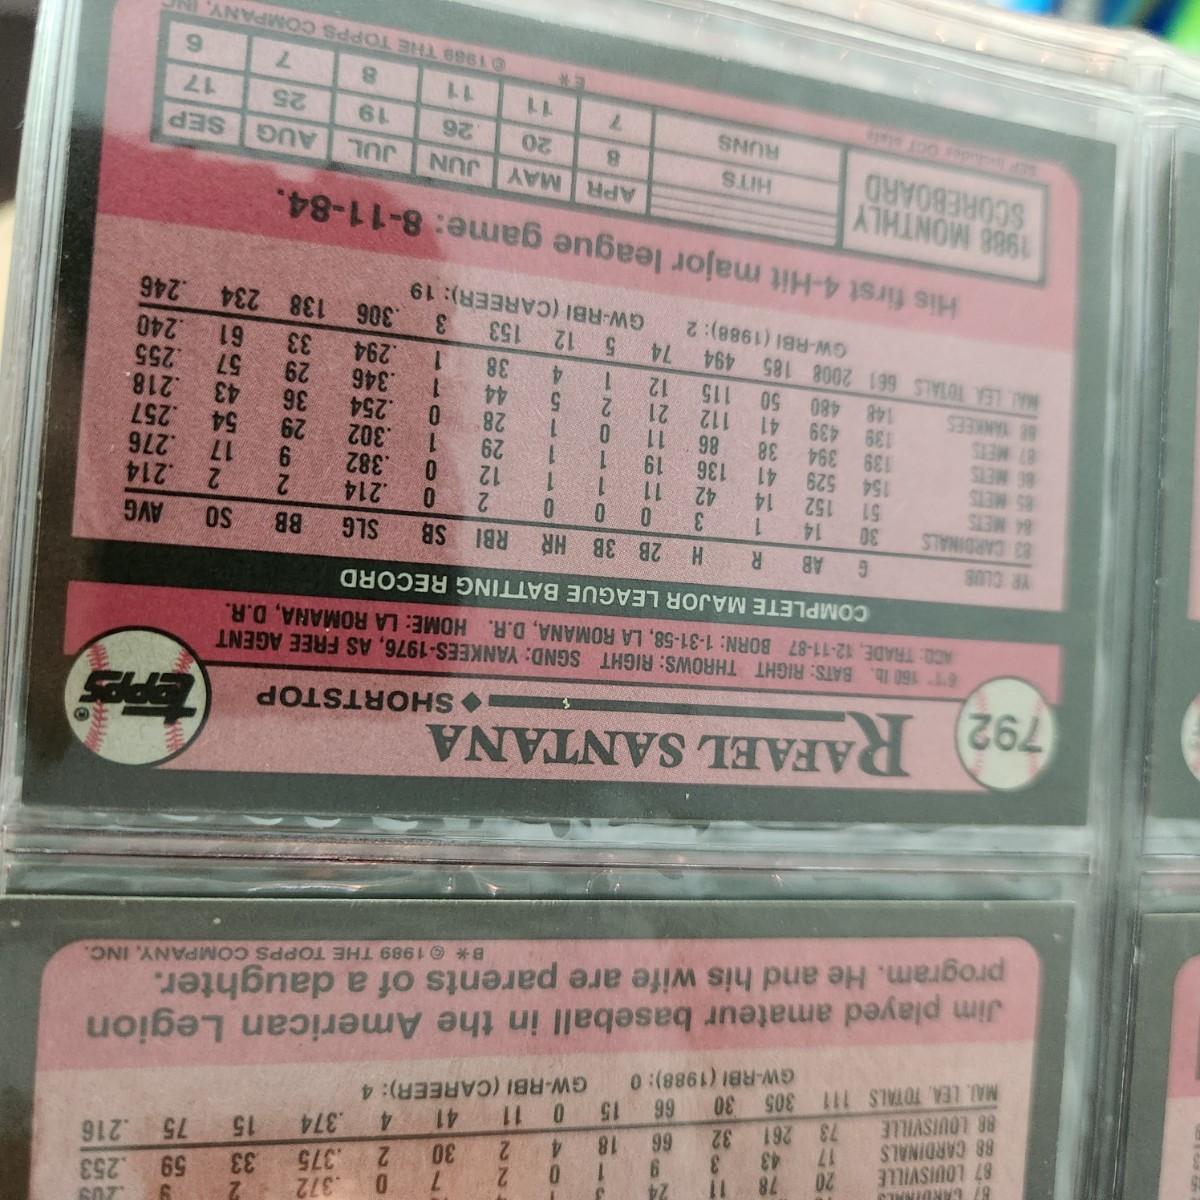 792
RAFAEL SANTANA
◆ SHORTSTOP
Topps®
6'1" 160 lb. BATS: RIGHT THROWS: RIGHT SGND: YANKEES-1976, AS FREE AGENT
ACQ: TRADE, 12-11-87 BORN: 1-31-58, LA ROMANA, D.R. HOME: LA ROMANA, D.R.
COMPLETE MAJOR LEAGUE BATTING RECORD
YR CLUB G AB R H 2B 3B HR RBI SB SLG BB SO AVG
83 CARDINALS 30 14 1 3 0 0 0 2 0 .214 2 2 .214
84 METS 51 152 14 42 11 1 1 12 0 .382 9 17 .276
85 METS 154 529 41 136 19 1 1 29 1 .302 29 54 .257
86 METS 139 394 38 86 11 0 1 28 0 .254 36 43 .218
87 METS 139 439 41 112 21 2 5 44 1 .346 29 57 .255
88 YANKEES 148 480 50 115 12 1 4 38 1 .294 33 61 .240
MAJ. LEA. TOTALS 661 2008 185 494 74 5 12 153 3 .306 138 234 .246
GW-RBI (1988): 2 GW-RBI (CAREER): 19
His first 4-Hit major league game: 8-11-84.
1988 MONTHLY SCOREBOARD
APR MAY JUN JUL AUG SEP
HITS 8 20 26 19 25 17
RUNS 7 11 11 8 7 6
SEP includes OCT stats
E* © 1989 THE TOPPS COMPANY, INC.
87 CARDINALS
87 LOUISVILLE 20 78 11 24 3 1 2 7 0 .372 2 9
88 CARDINALS 17 43 3 9 1 0
88 LOUISVILLE 73 261 32 66 18 4 2 30 2 .375 33 59 .253
MAJ. LEA. TOTALS 111 305 30 66 15 0 11 41 4 .374 15 75 .216
GW-RBI (1988): 0 GW-RBI (CAREER): 4
Jim played amateur baseball in the American Legion
program. He and his wife are parents of a daughter.
B* © 1989 THE TOPPS COMPANY, INC.